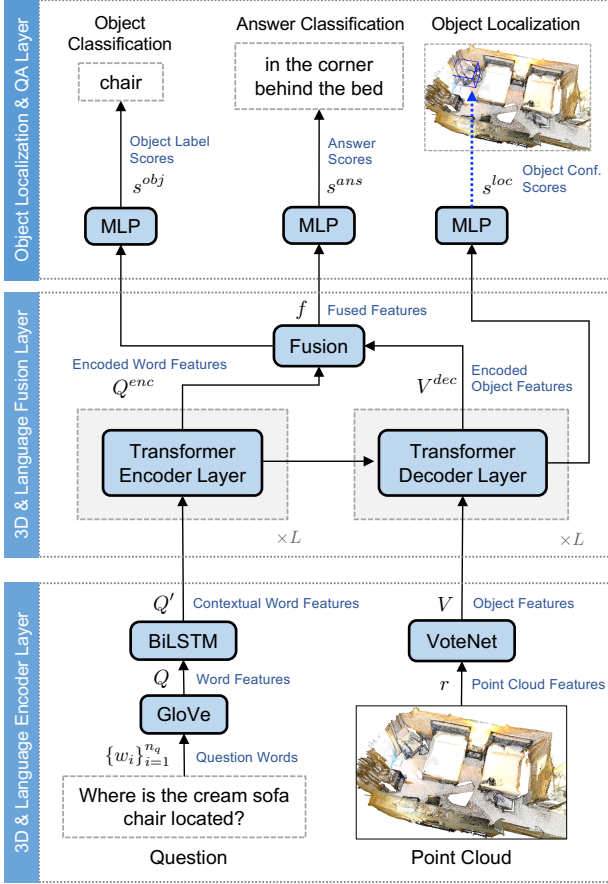 Object Localization & QA Layer
Object
Classification
Answer Classification
Object Localization
chair
in the corner
behind the bed
Object Label
Scores
s^{obj}
Answer
Scores
s^{ans}
Object Conf.
Scores
s^{loc}
MLP
MLP
MLP
3D & Language Fusion Layer
f
Fused Features
Fusion
Encoded Word Features
Q^{enc}
V^{dec}
Encoded
Object Features
Transformer
Encoder Layer
Transformer
Decoder Layer
×L
×L
3D & Language Encoder Layer
Q′
Contextual Word Features
V
Object Features
BiLSTM
VoteNet
Q
Word Features
r
Point Cloud Features
GloVe
{w_i}_{i=1}^{n_q}
Question Words
Where is the cream sofa
chair located?
Question
Point Cloud